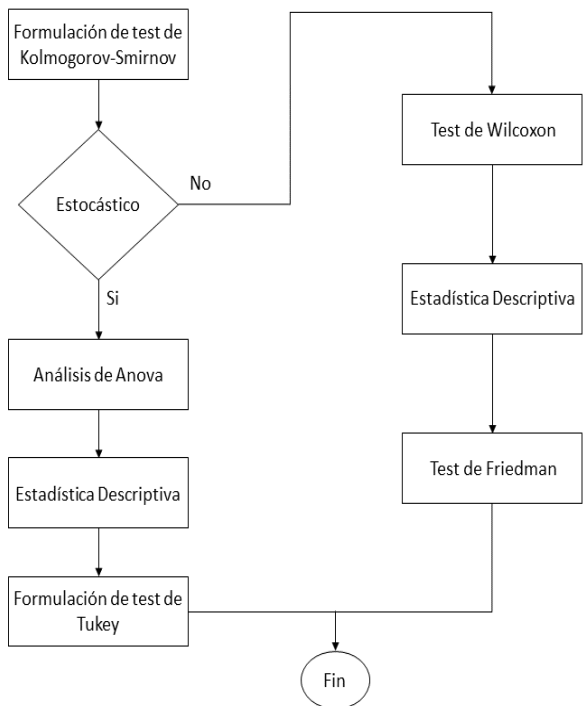 Formulación de test de
Kolmogorov-Smirnov
Estocástico
No
Si
Análisis de Anova
Estadística Descriptiva
Formulación de test de
Tukey
Test de Wilcoxon
Estadística Descriptiva
Test de Friedman
Fin